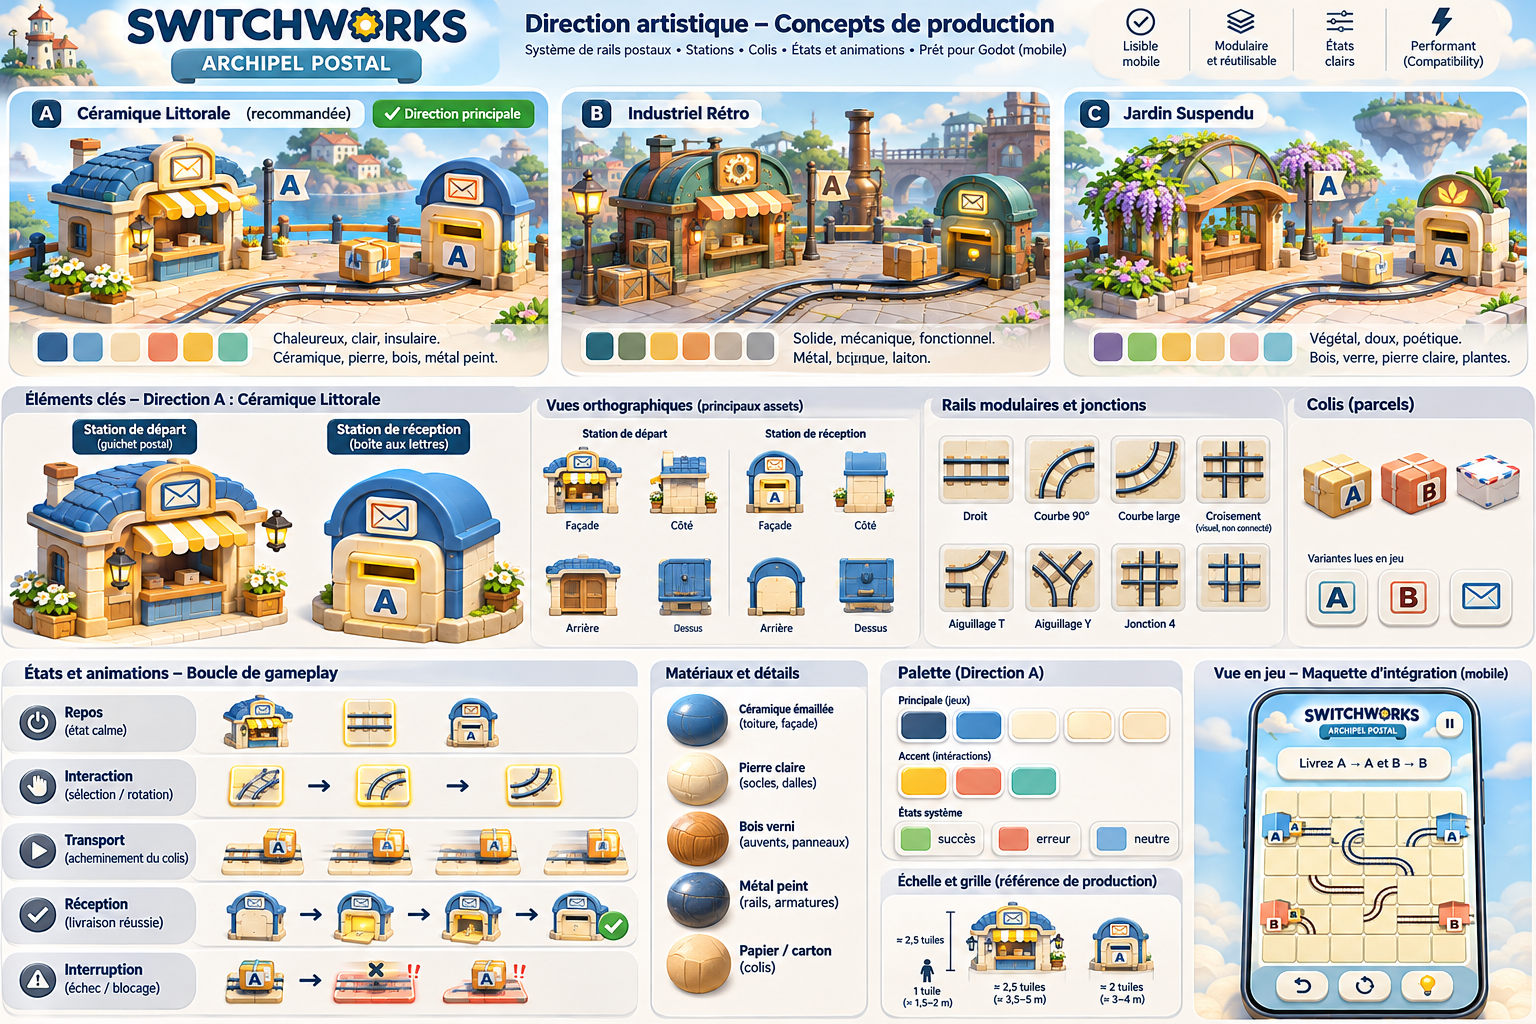 SWITCHWORKS
ARCHIPEL POSTAL
Direction artistique – Concepts de production
Système de rails postaux • Stations • Colis • États et animations • Prêt pour Godot (mobile)
Lisible
mobile
Modulaire
et réutilisable
États
clairs
Performant
(Compatibility)
A
Céramique Littorale (recommandée)
✓ Direction principale
A
A
A
Chaleureux, clair, insulaire.
Céramique, pierre, bois, métal peint.
B
Industriel Rétro
A
Solide, mécanique, fonctionnel.
Métal, laiton.
C
Jardin Suspendu
A
A
Végétal, doux, poétique.
Bois, verre, pierre claire, plantes.
Éléments clés – Direction A : Céramique Littorale
Station de départ
(guichet postal)
Station de réception
(boîte aux lettres)
A
Vues orthographiques (principaux assets)
Station de départ
Station de réception
A
Façade
Côté
Façade
Côté
Arrière
Dessus
Arrière
Dessus
Rails modulaires et jonctions
Droit
Courbe 90°
Courbe large
Croisement
(visuel, non connecté)
Aiguillage T
Aiguillage Y
Jonction 4
Colis (parcels)
A
B
Variantes lues en jeu
A
B
États et animations – Boucle de gameplay
Repos
(état calme)
A
Interaction
(sélection / rotation)
Transport
(acheminement du colis)
A
A
A
A
Réception
(livraison réussie)
Interruption
(échec / blocage)
A
!!
A
!!
Matériaux et détails
Céramique émaillée
(toiture, façade)
Pierre claire
(socles, dalles)
Bois verni
(auvents, panneaux)
Métal peint
(rails, armatures)
Papier / carton
(colis)
Palette (Direction A)
Principale (jeux)
Accent (intéractions)
États système
succès
erreur
neutre
Échelle et grille (référence de production)
≈ 2,5 tuiles
A
1 tuile
(≈ 1,5–2 m)
≈ 2,5 tuiles
(≈ 3,5–5 m)
≈ 2 tuiles
(≈ 3–4 m)
Vue en jeu – Maquette d'intégration (mobile)
SWITCHWORKS
ARCHIPEL POSTAL
Livrez A → A et B → B
A
A
A
B
B
B